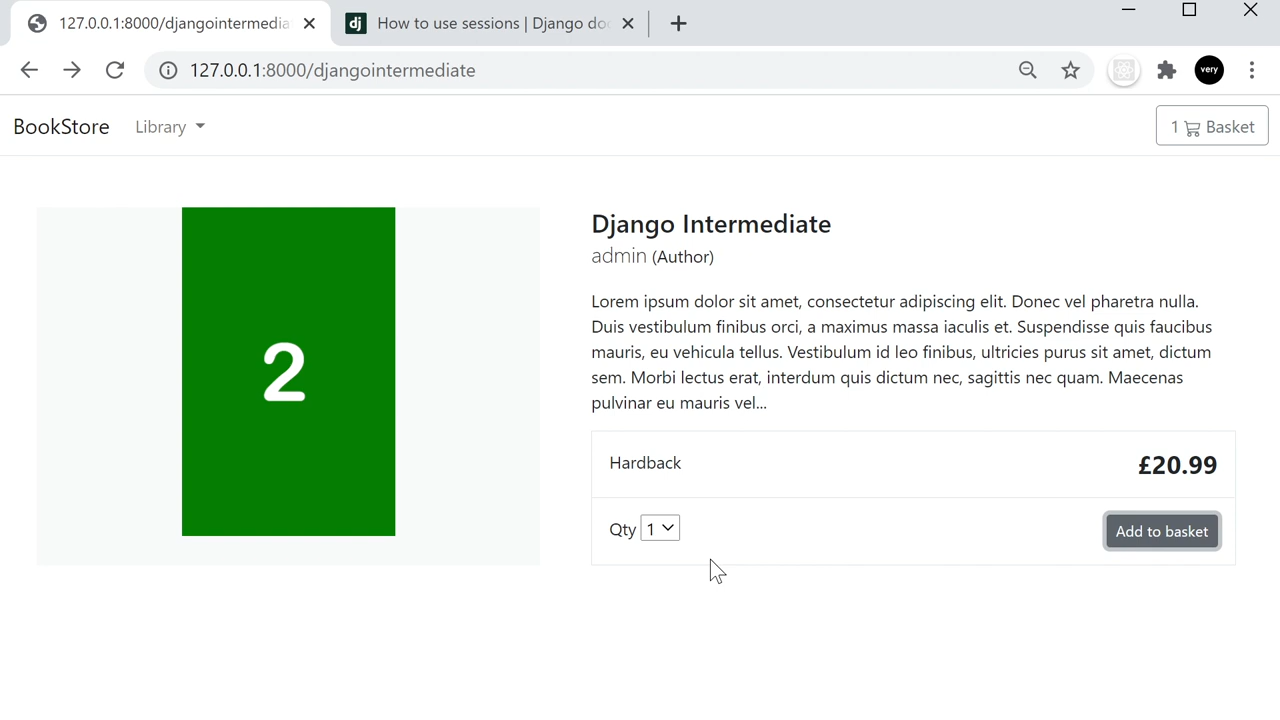 127.0.0.1:8000/djangointermedia
dj How to use sessions | Django do
127.0.0.1:8000/djangointermediate
very
BookStore Library 1 Basket
2
Django Intermediate
admin (Author)
Lorem ipsum dolor sit amet, consectetur adipiscing elit. Donec vel pharetra nulla.
Duis vestibulum finibus orci, a maximus massa iaculis et. Suspendisse quis faucibus
mauris, eu vehicula tellus. Vestibulum id leo finibus, ultricies purus sit amet, dictum
sem. Morbi lectus erat, interdum quis dictum nec, sagittis nec quam. Maecenas
pulvinar eu mauris vel...
Hardback £20.99
Qty 1 Add to basket